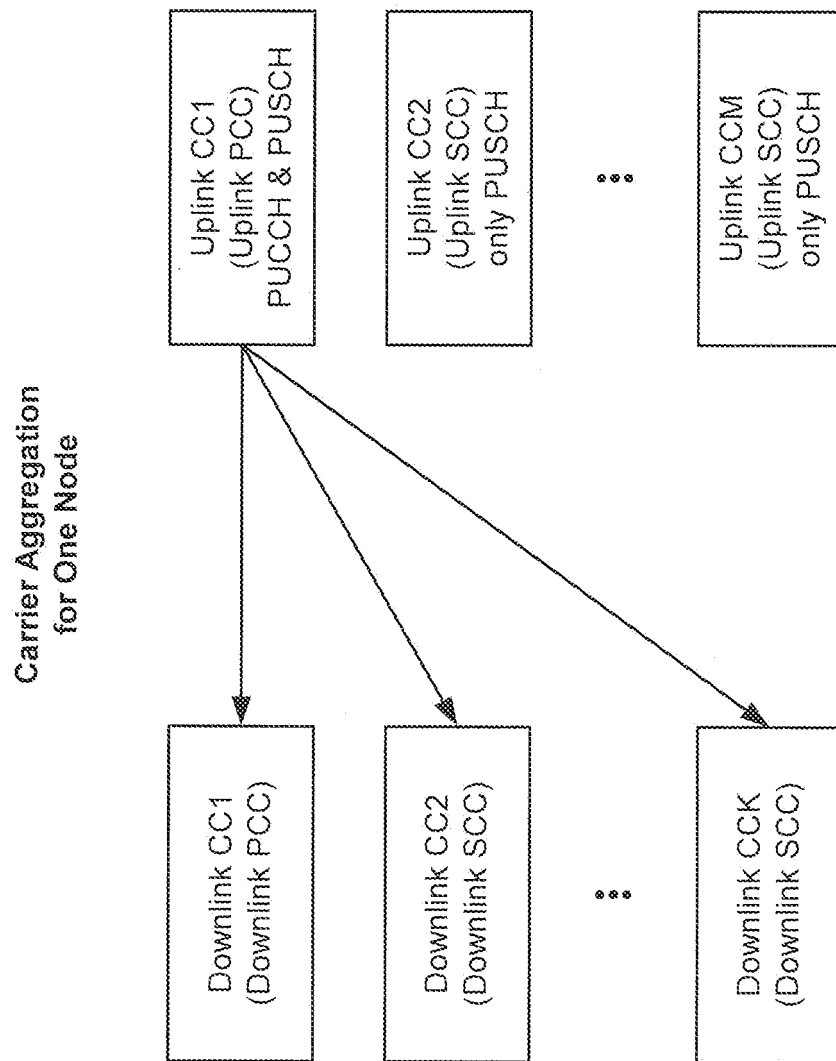 Carrier Aggregation
for One Node
Downlink CC1
(Downlink PCC)
Uplink CC1
(Uplink PCC)
PUCCH & PUSCH
Downlink CC2
(Downlink SCC)
Uplink CC2
(Uplink SCC)
only PUSCH
...
...
Downlink CCK
(Downlink SCC)
Uplink CCM
(Uplink SCC)
only PUSCH